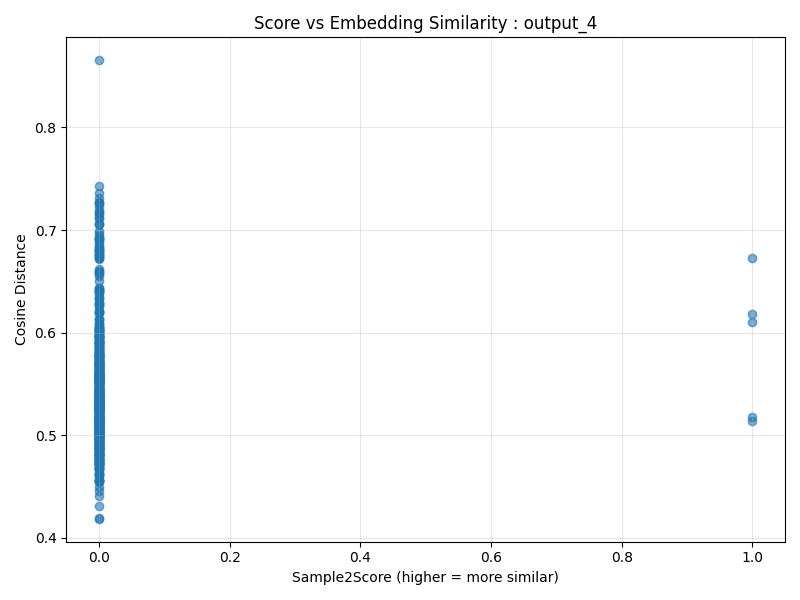 Score vs Embedding Similarity : output_4
Cosine Distance
0.8
0.7
0.6
0.5
0.4
0.0 0.2 0.4 0.6 0.8 1.0
Sample2Score (higher = more similar)